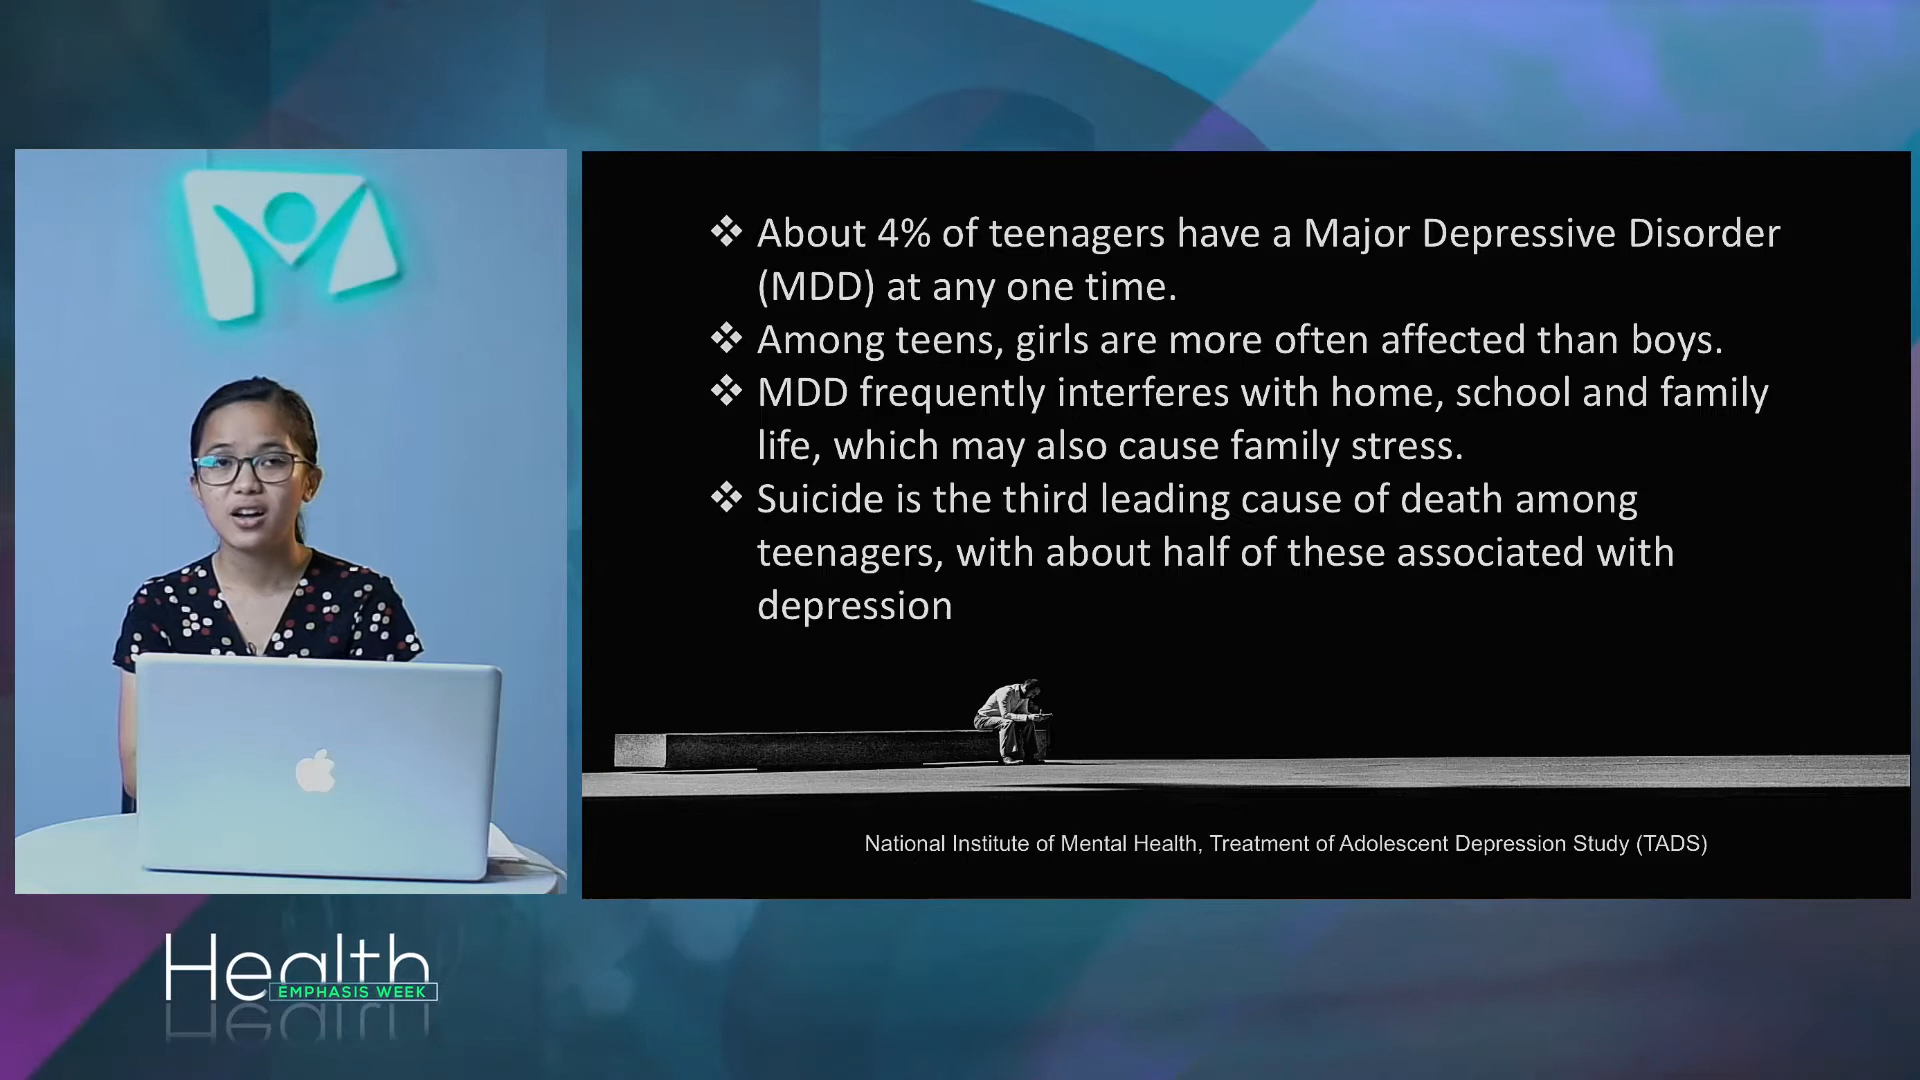 ❖ About 4% of teenagers have a Major Depressive Disorder
(MDD) at any one time.
❖ Among teens, girls are more often affected than boys.
❖ MDD frequently interferes with home, school and family
life, which may also cause family stress.
❖ Suicide is the third leading cause of death among
teenagers, with about half of these associated with
depression
National Institute of Mental Health, Treatment of Adolescent Depression Study (TADS)
Health
EMPHASIS WEEK